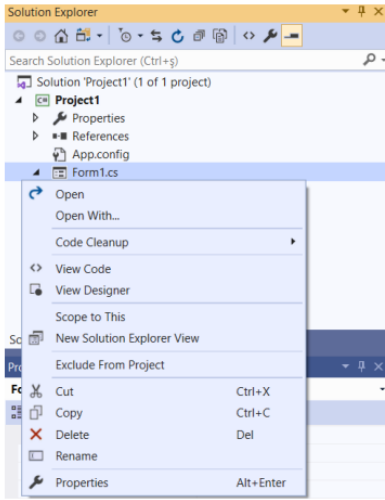 Solution Explorer
Search Solution Explorer (Ctrl+ş)
Solution 'Project1' (1 of 1 project)
C# Project1
Properties
References
App.config
Form1.cs
Open
Open With...
Code Cleanup
View Code
View Designer
Scope to This
New Solution Explorer View
Exclude From Project
Cut Ctrl+X
Copy Ctrl+C
Delete Del
Rename
Properties Alt+Enter